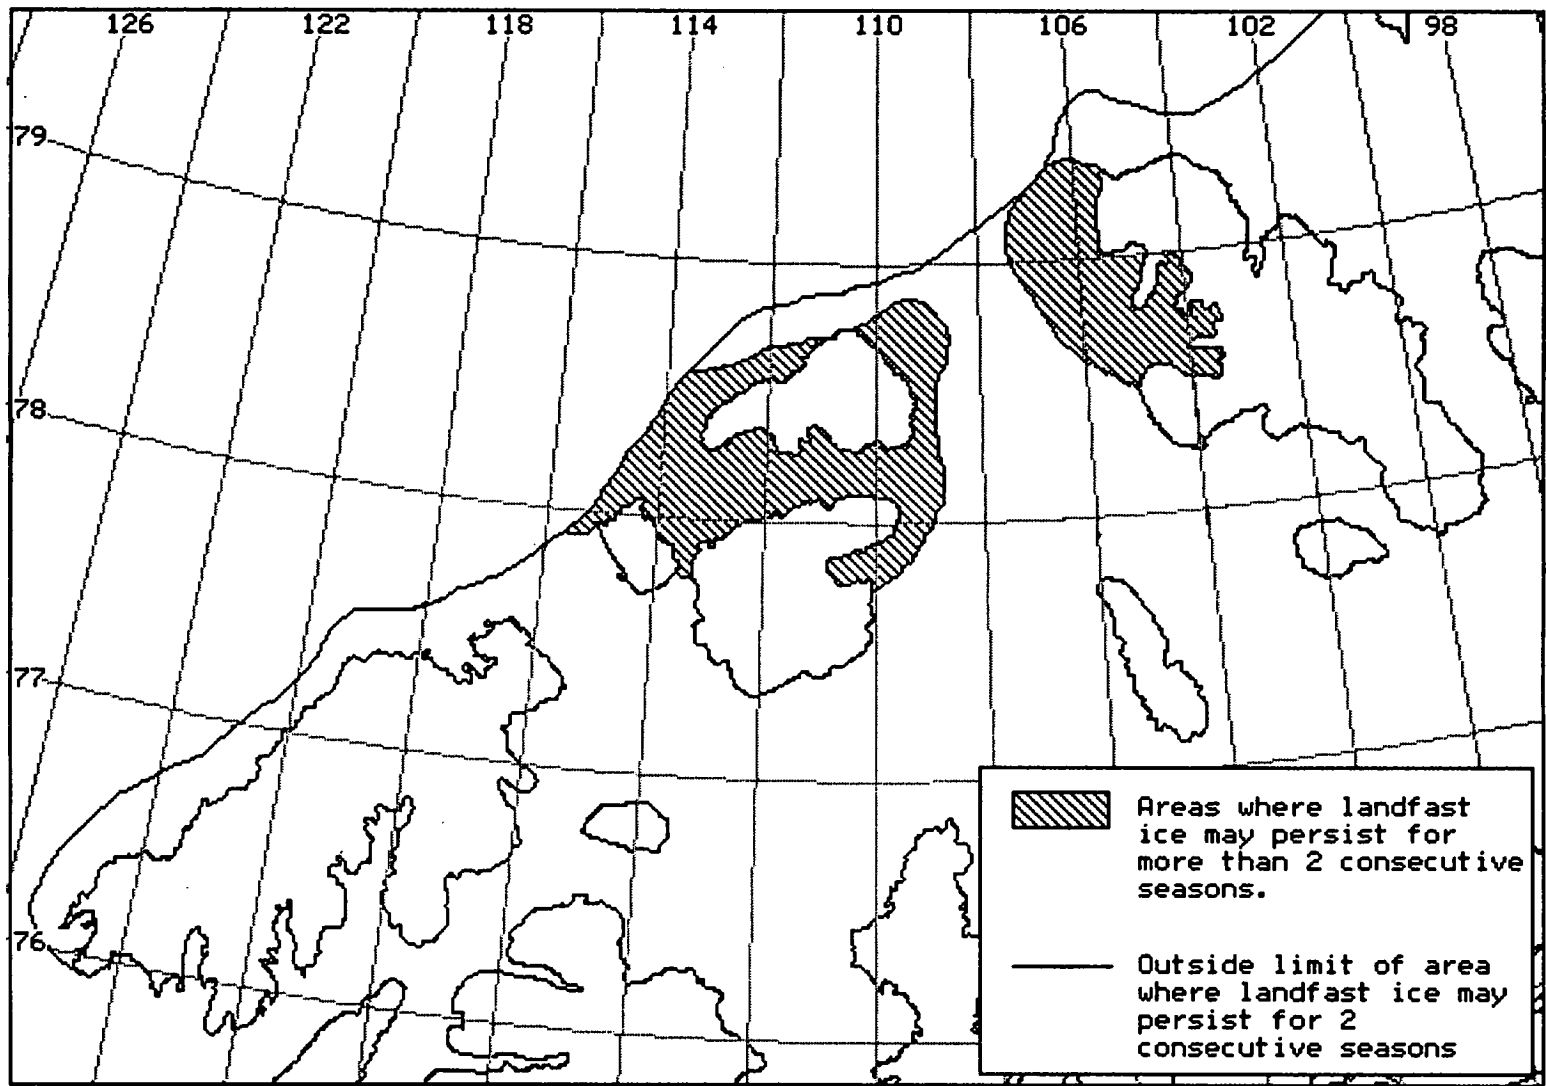 126 122 118 114 110 106 102 98
79
78
77
76
Areas where landfast
ice may persist for
more than 2 consecutive
seasons.
Outside limit of area
where landfast ice may
persist for 2
consecutive seasons